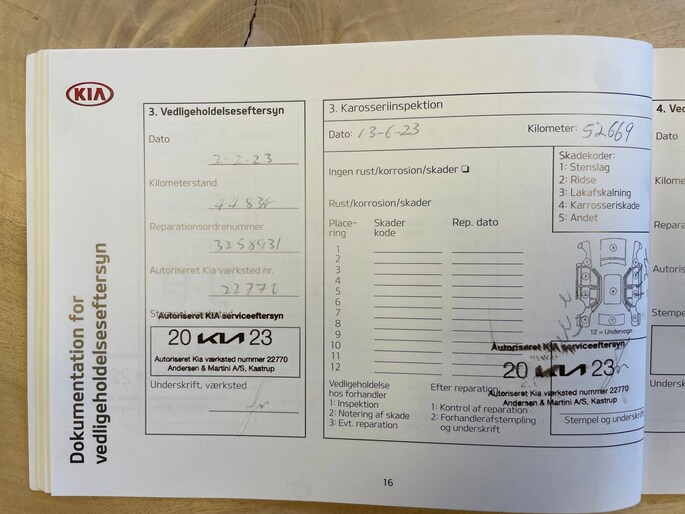 KIA
Dokumentation for
vedligeholdelseseftersyn
3. Vedligeholdelseseftersyn
Dato
2-2-23
Kilometerstand
44834
Reparationsordrenummer
3258931
Autoriseret Kia værksted nr.
22770
Autoriseret KIA serviceeftersyn
20 KIA 23
Autoriseret Kia værksted nummer 22770
Andersen & Martini A/S, Kastrup
Underskrift, værksted
3. Karosseriinspektion
Dato: 13-6-23
Kilometer: 52669
Ingen rust/korrosion/skader
Rust/korrosion/skader
Place-
ring
Skader
kode
Rep. dato
1
2
3
4
5
6
7
8
9
10
11
12
Skadekoder:
1: Stenslag
2: Ridse
3: Lakafskalning
4: Karrosseriskade
5: Andet
12 = Undervogn
Autoriseret KIA serviceeftersyn
20 KIA 23
Autoriseret Kia værksted nummer 22770
Andersen & Martini A/S, Kastrup
Vedligeholdelse
hos forhandler
1: Inspektion
2: Notering af skade
3: Evt. reparation
Efter reparation:
1: Kontrol af reparation
2: Forhandlerafstempling
og underskrift
Stempel og underskrift
16
4. Ved
Dato
Kilome
Repara
Autoris
Stempe
Undersk